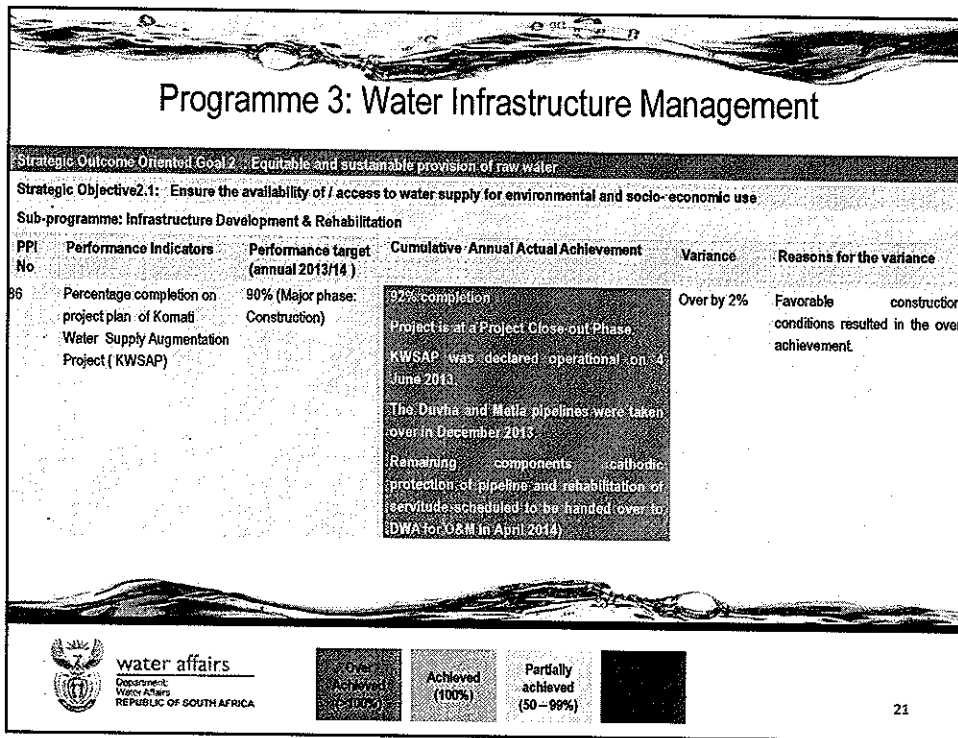 Programme 3: Water Infrastructure Management
Strategic Outcome Oriented Goal 2 : Equitable and sustainable provision of raw water
Strategic Objective2.1: Ensure the availability of / access to water supply for environmental and socio-economic use
Sub-programme: Infrastructure Development & Rehabilitation
PPI No
Performance Indicators
Performance target (annual 2013/14 )
Cumulative Annual Actual Achievement
Variance
Reasons for the variance
86
Percentage completion on
project plan of Komati
Water Supply Augmentation
Project ( KWSAP)
90% (Major phase:
Construction)
92% completion
Project is at a Project Close-out Phase.
KWSAP was declared operational on 4
June 2013.
The Duvha and Matla pipelines were taken
over in December 2013
Remaining components cathodic
protection of pipeline and rehabilitation of
servitude scheduled to be handed over to
DWA for O&M in April 2014)
Over by 2%
Favorable construction
conditions resulted in the over
achievement.
water affairs
Department:
Water Affairs
REPUBLIC OF SOUTH AFRICA
Over
Achieved
(>100%)
Achieved
(100%)
Partially
achieved
(50 – 99%)
21